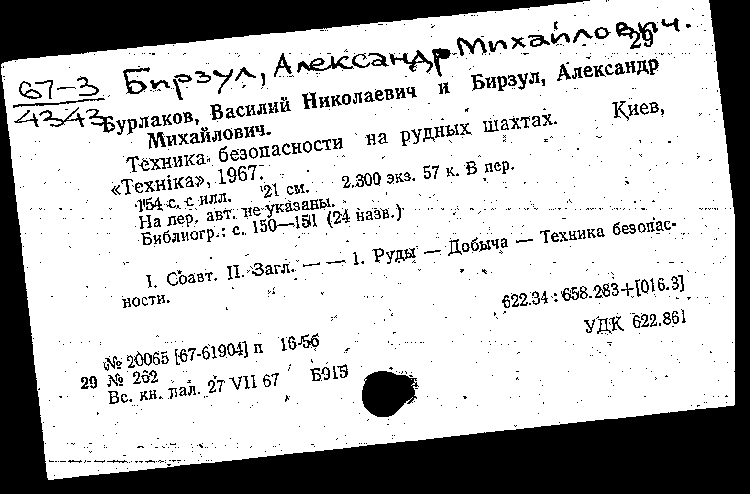 Бирзул, Александр Михайлович.
29
67-3
4343
Бурлаков, Василий Николаевич и Бирзул, Александр
Михайлович.
Техника безопасности на рудных шахтах. Киев,
«Техніка», 1967.
154 с. с илл. 21 см. 2.300 экз. 57 к. В пер.
На пер. авт. не указаны.
Библиогр.: с. 150—151 (24 назв.)
I. Соавт. II. Загл. — — 1. Руды — Добыча — Техника безопас-
ности.
622.34 : 658.283+[016.3]
УДК 622.861
№ 20065 [67-61904] п 16-5б
29 № 262
Вс. кн. пал. 27 VII 67 Б915